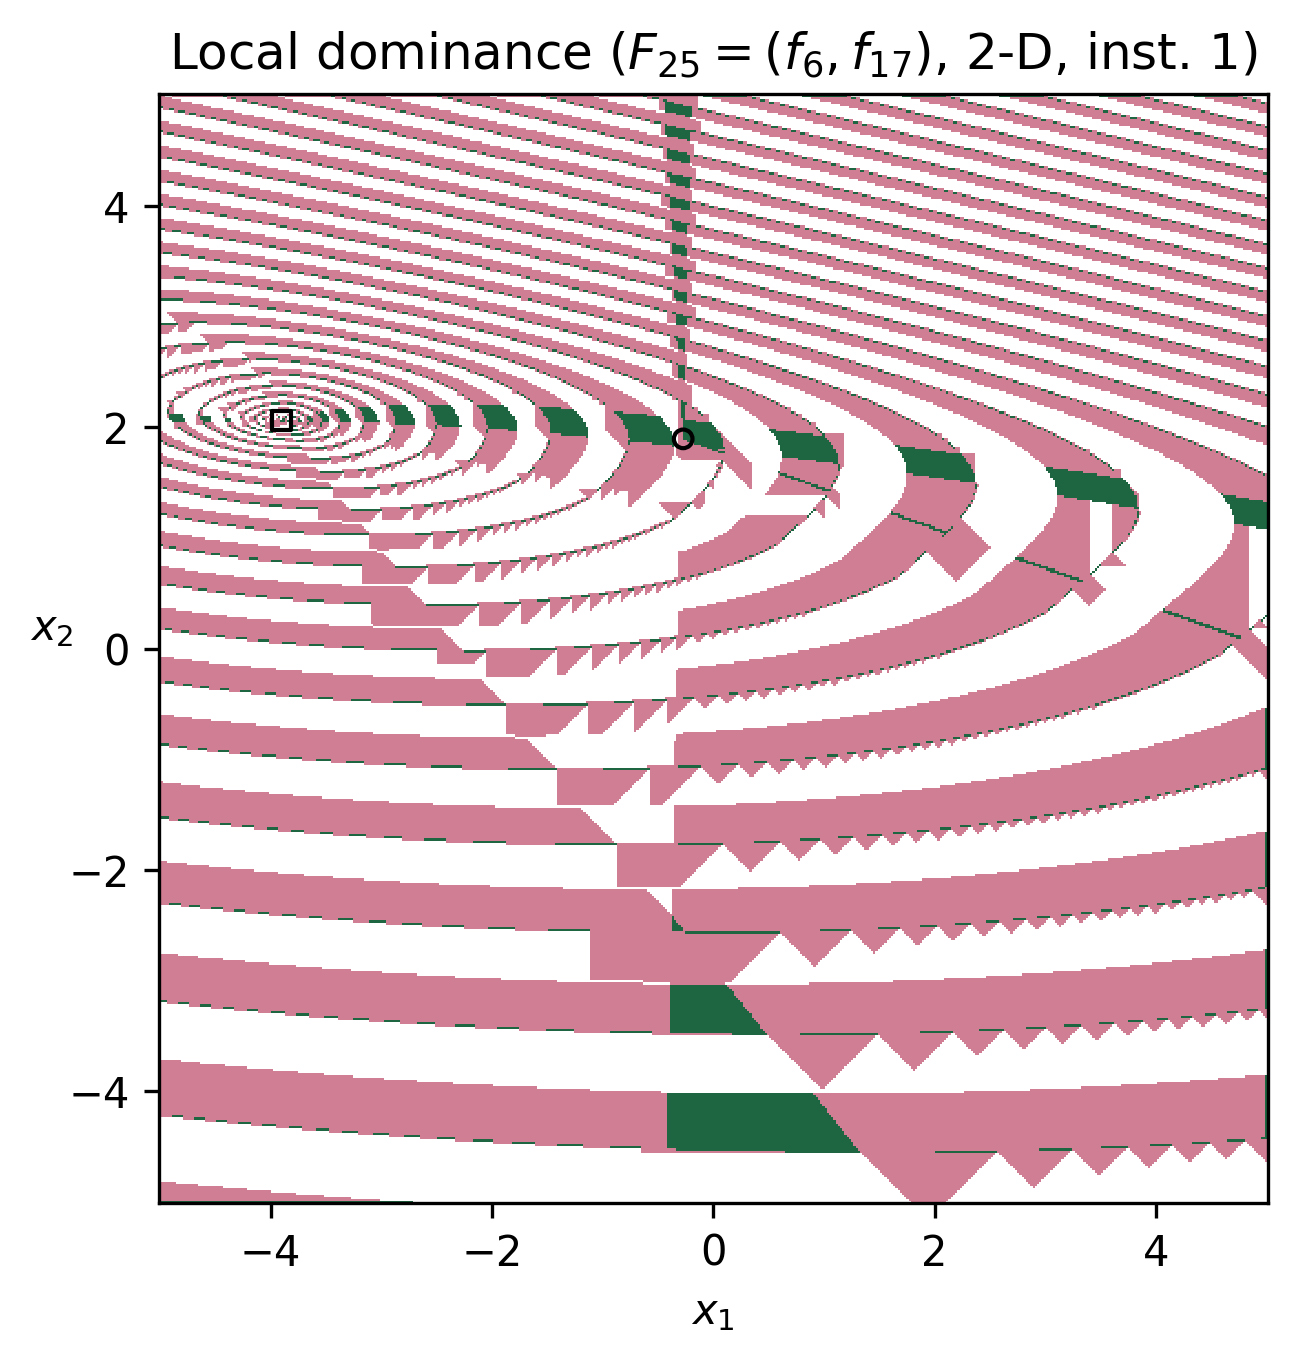 Local dominance (F₂₅ = (f₆, f₁₇), 2-D, inst. 1)
4
2
x₂
0
−2
−4
−4 −2 0 2 4
x₁